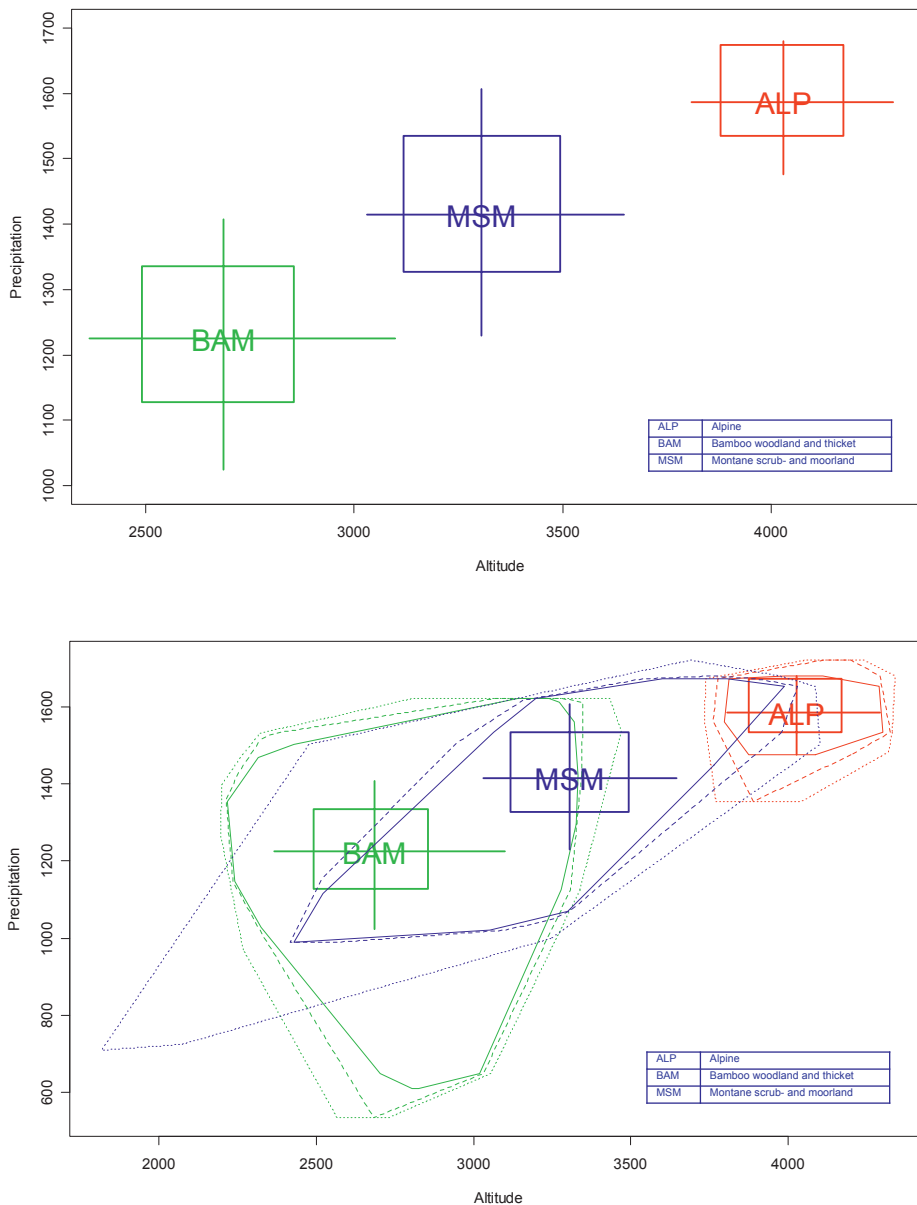 1700
1600
1500
1400
1300
1200
1100
1000
Precipitation
ALP
MSM
BAM
ALP Alpine
BAM Bamboo woodland and thicket
MSM Montane scrub- and moorland
2500 3000 3500 4000
Altitude
1600
1400
1200
1000
800
600
Precipitation
ALP
MSM
BAM
ALP Alpine
BAM Bamboo woodland and thicket
MSM Montane scrub- and moorland
2000 2500 3000 3500 4000
Altitude